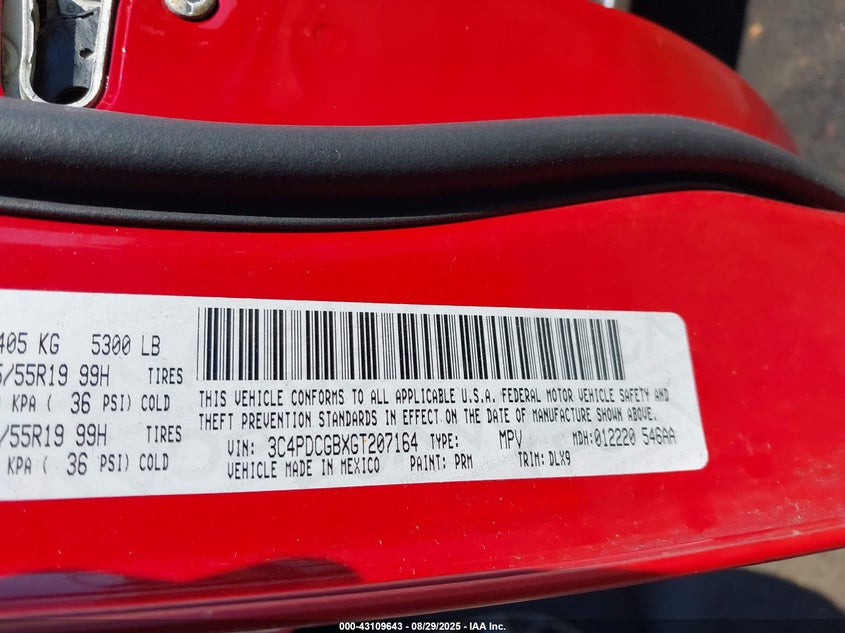 405 KG 5300 LB
/55R19 99H TIRES
KPA ( 36 PSI) COLD
/55R19 99H TIRES
KPA ( 36 PSI) COLD
THIS VEHICLE CONFORMS TO ALL APPLICABLE U.S.A. FEDERAL MOTOR VEHICLE SAFETY AND
THEFT PREVENTION STANDARDS IN EFFECT ON THE DATE OF MANUFACTURE SHOWN ABOVE.
VIN: 3C4PDCGBXGT207164 TYPE: MPV MDH:012220 546AA
VEHICLE MADE IN MEXICO PAINT: PRM TRIM: DLX9
000-43109643 | 08/29/2025 - IAA Inc.